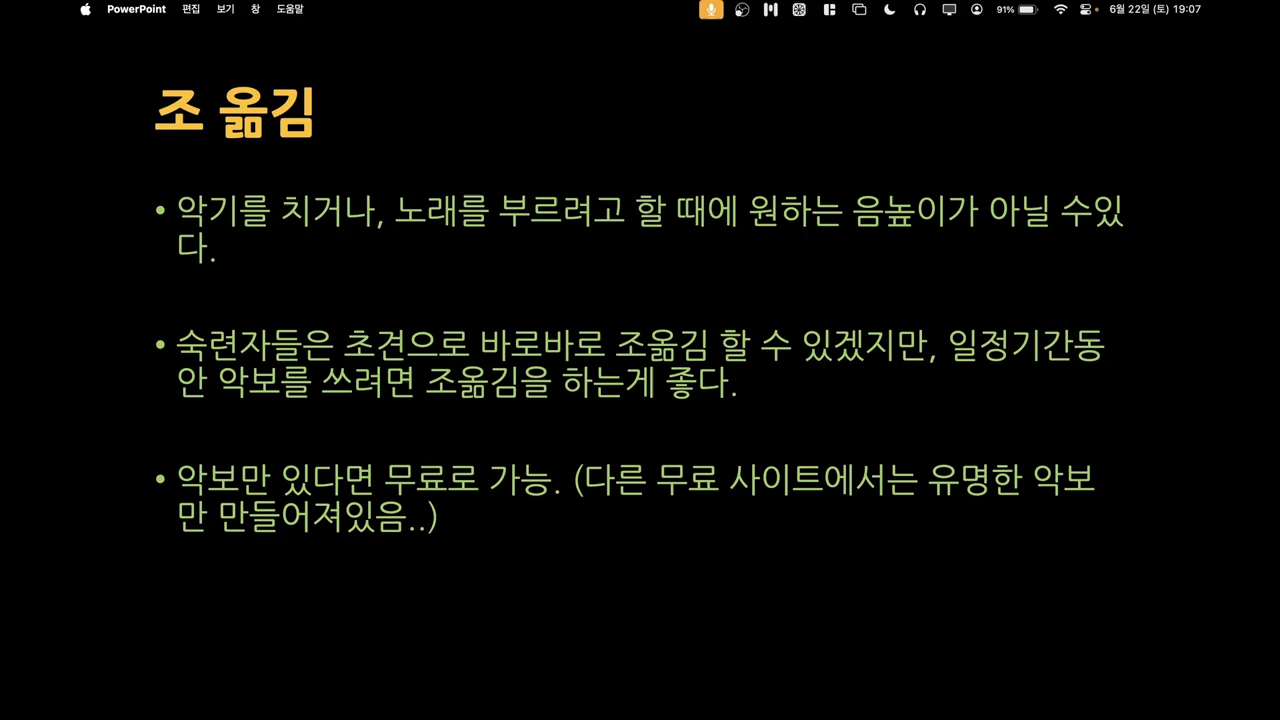 PowerPoint 편집 보기 창 도움말 91% 6월 22일 (토) 19:07
조 옮김
• 악기를 치거나, 노래를 부르려고 할 때에 원하는 음높이가 아닐 수있
다.
• 숙련자들은 초견으로 바로바로 조옮김 할 수 있겠지만, 일정기간동
안 악보를 쓰려면 조옮김을 하는게 좋다.
• 악보만 있다면 무료로 가능. (다른 무료 사이트에서는 유명한 악보
만 만들어져있음..)